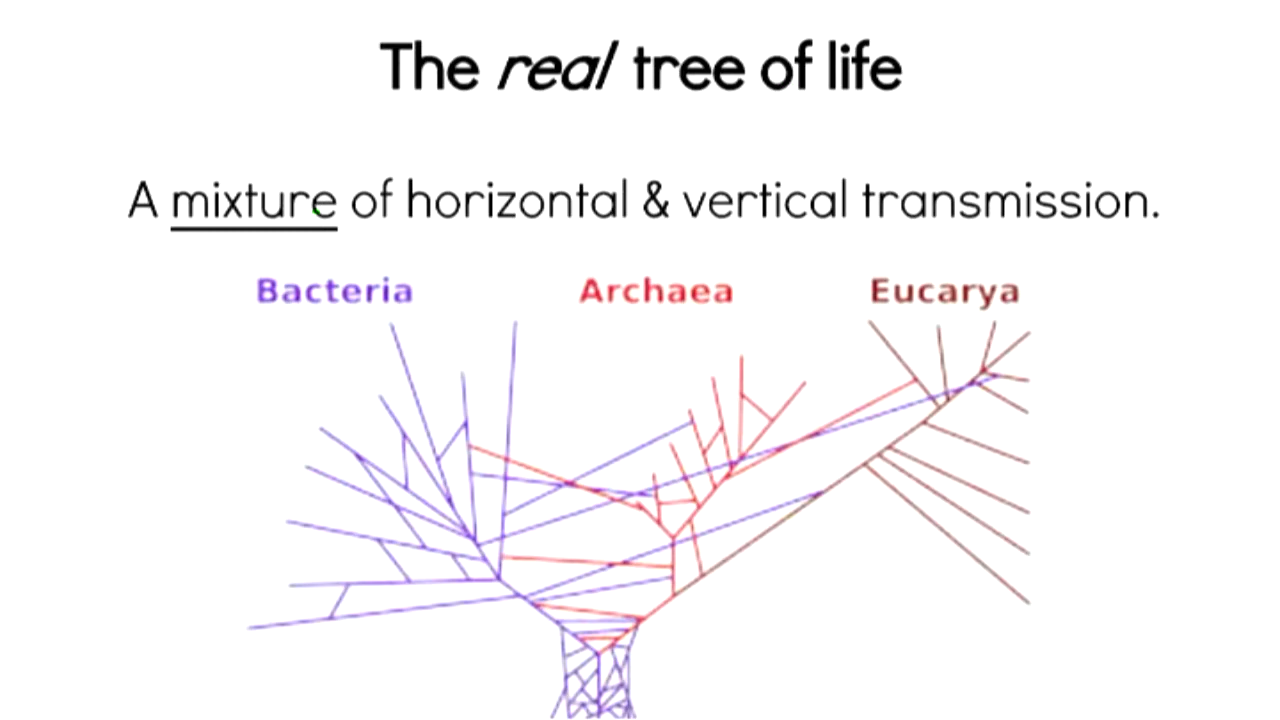 The real tree of life
A mixture of horizontal & vertical transmission.
Bacteria Archaea Eucarya